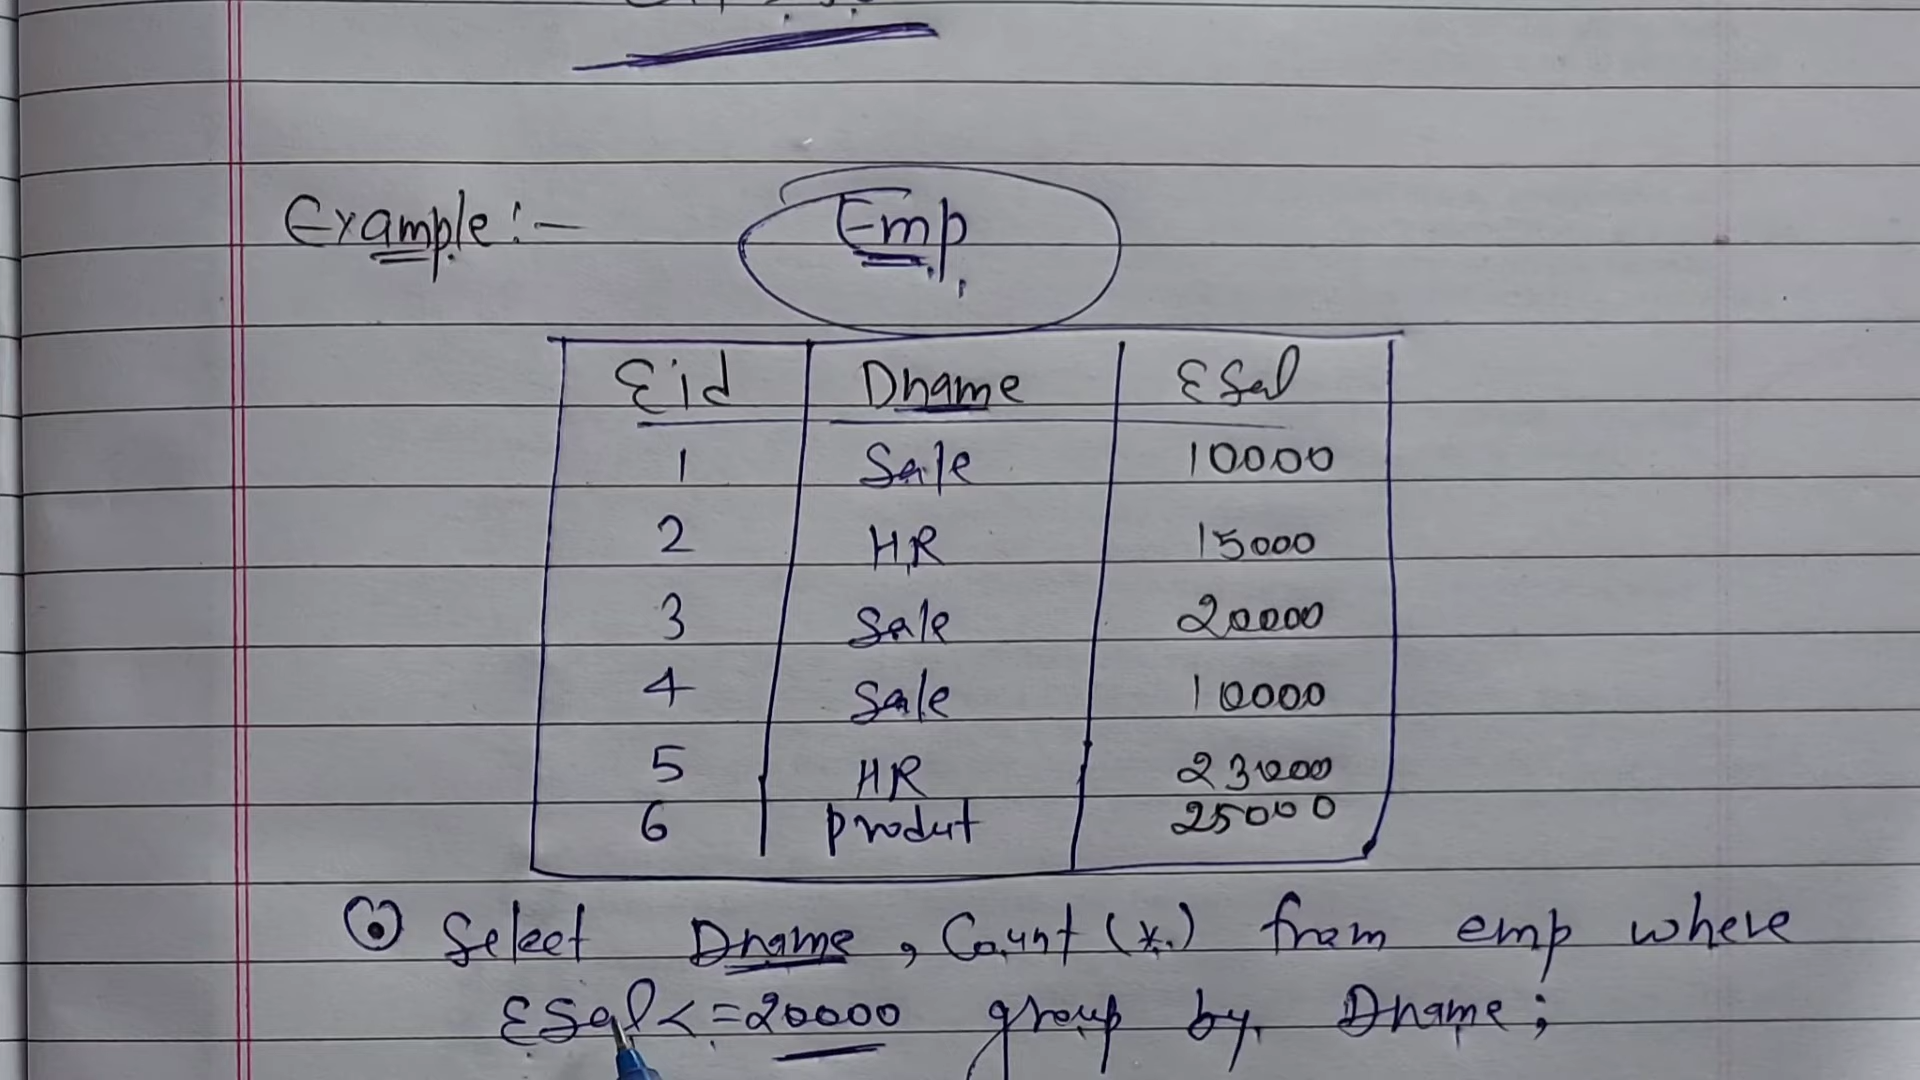 Example:-
Emp
Eid Dname ESal
1 Sale 10000
2 HR 15000
3 Sale 20000
4 Sale 10000
5 HR 23000
6 produt 25000
Select Dname, Count (*) from emp where
ESal<=20000 group by Dname;